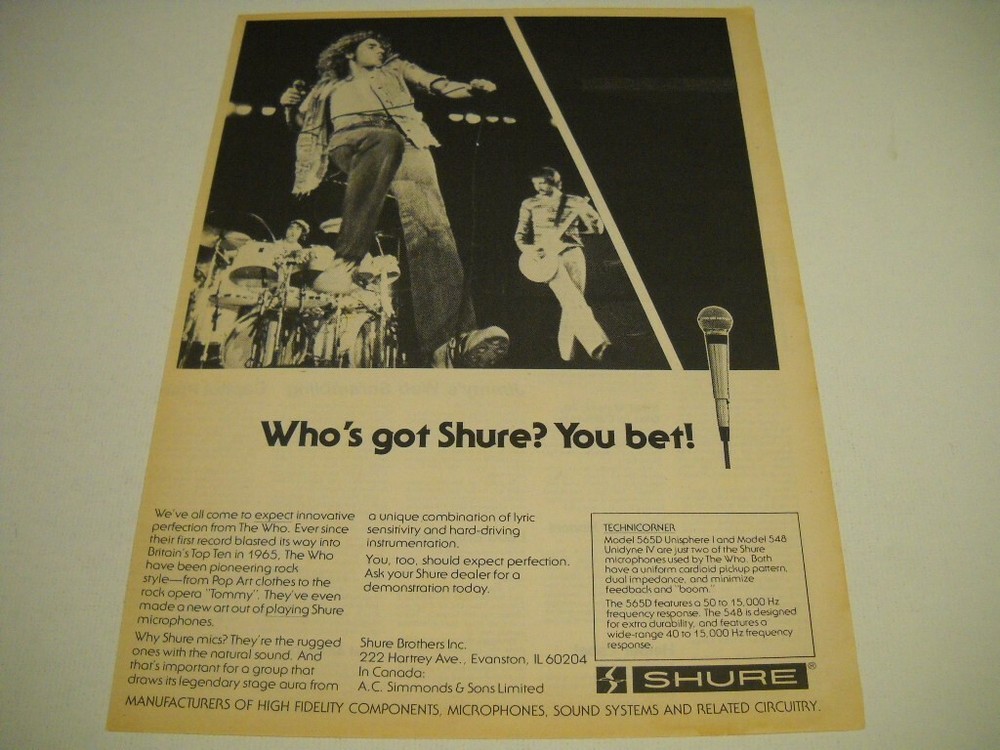 Who's got Shure? You bet!
We've all come to expect innovative
perfection from The Who. Ever since
their first record blasted its way into
Britain's Top Ten in 1965, The Who
have been pioneering rock
style—from Pop Art clothes to the
rock opera "Tommy". They've even
made a new art out of playing Shure
microphones.
Why Shure mics? They're the rugged
ones with the natural sound. And
that's important for a group that
draws its legendary stage aura from
a unique combination of lyric
sensitivity and hard-driving
instrumentation.
You, too, should expect perfection.
Ask your Shure dealer for a
demonstration today.
Shure Brothers Inc.
222 Hartrey Ave., Evanston, IL 60204
In Canada:
A.C. Simmonds & Sons Limited
TECHNICORNER
Model 565D Unisphere I and Model 548
Unidyne IV are just two of the Shure
microphones used by The Who. Both
have a uniform cardioid pickup pattern,
dual impedance, and minimize
feedback and "boom."
The 565D features a 50 to 15,000 Hz
frequency response. The 548 is designed
for extra durability, and features a
wide-range 40 to 15,000 Hz frequency
response.
SHURE®
MANUFACTURERS OF HIGH FIDELITY COMPONENTS, MICROPHONES, SOUND SYSTEMS AND RELATED CIRCUITRY.